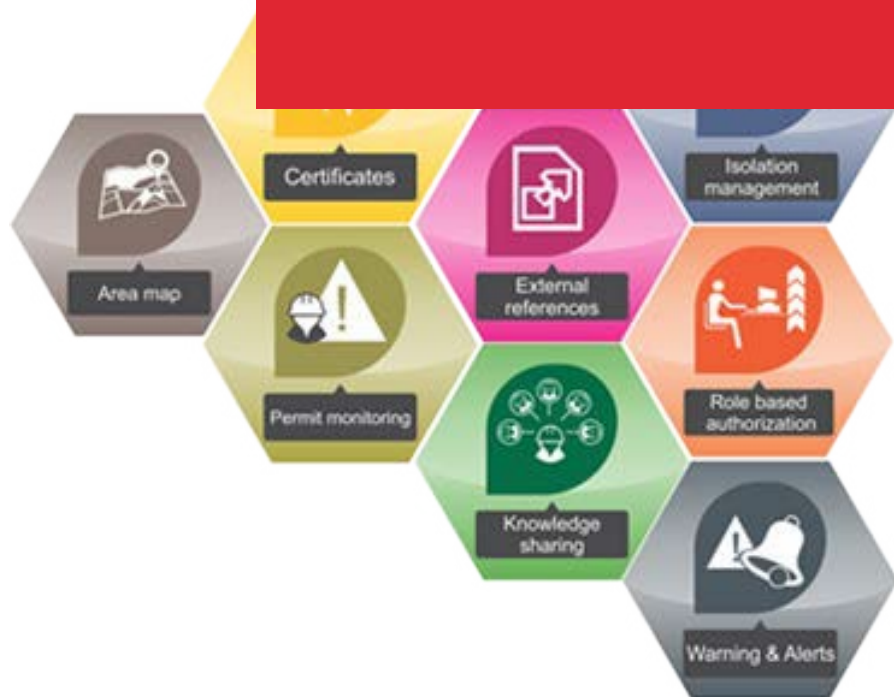 Certificates
Isolation
management
Area map
External
references
Permit monitoring
Role based
authorization
Knowledge
sharing
Warning & Alerts